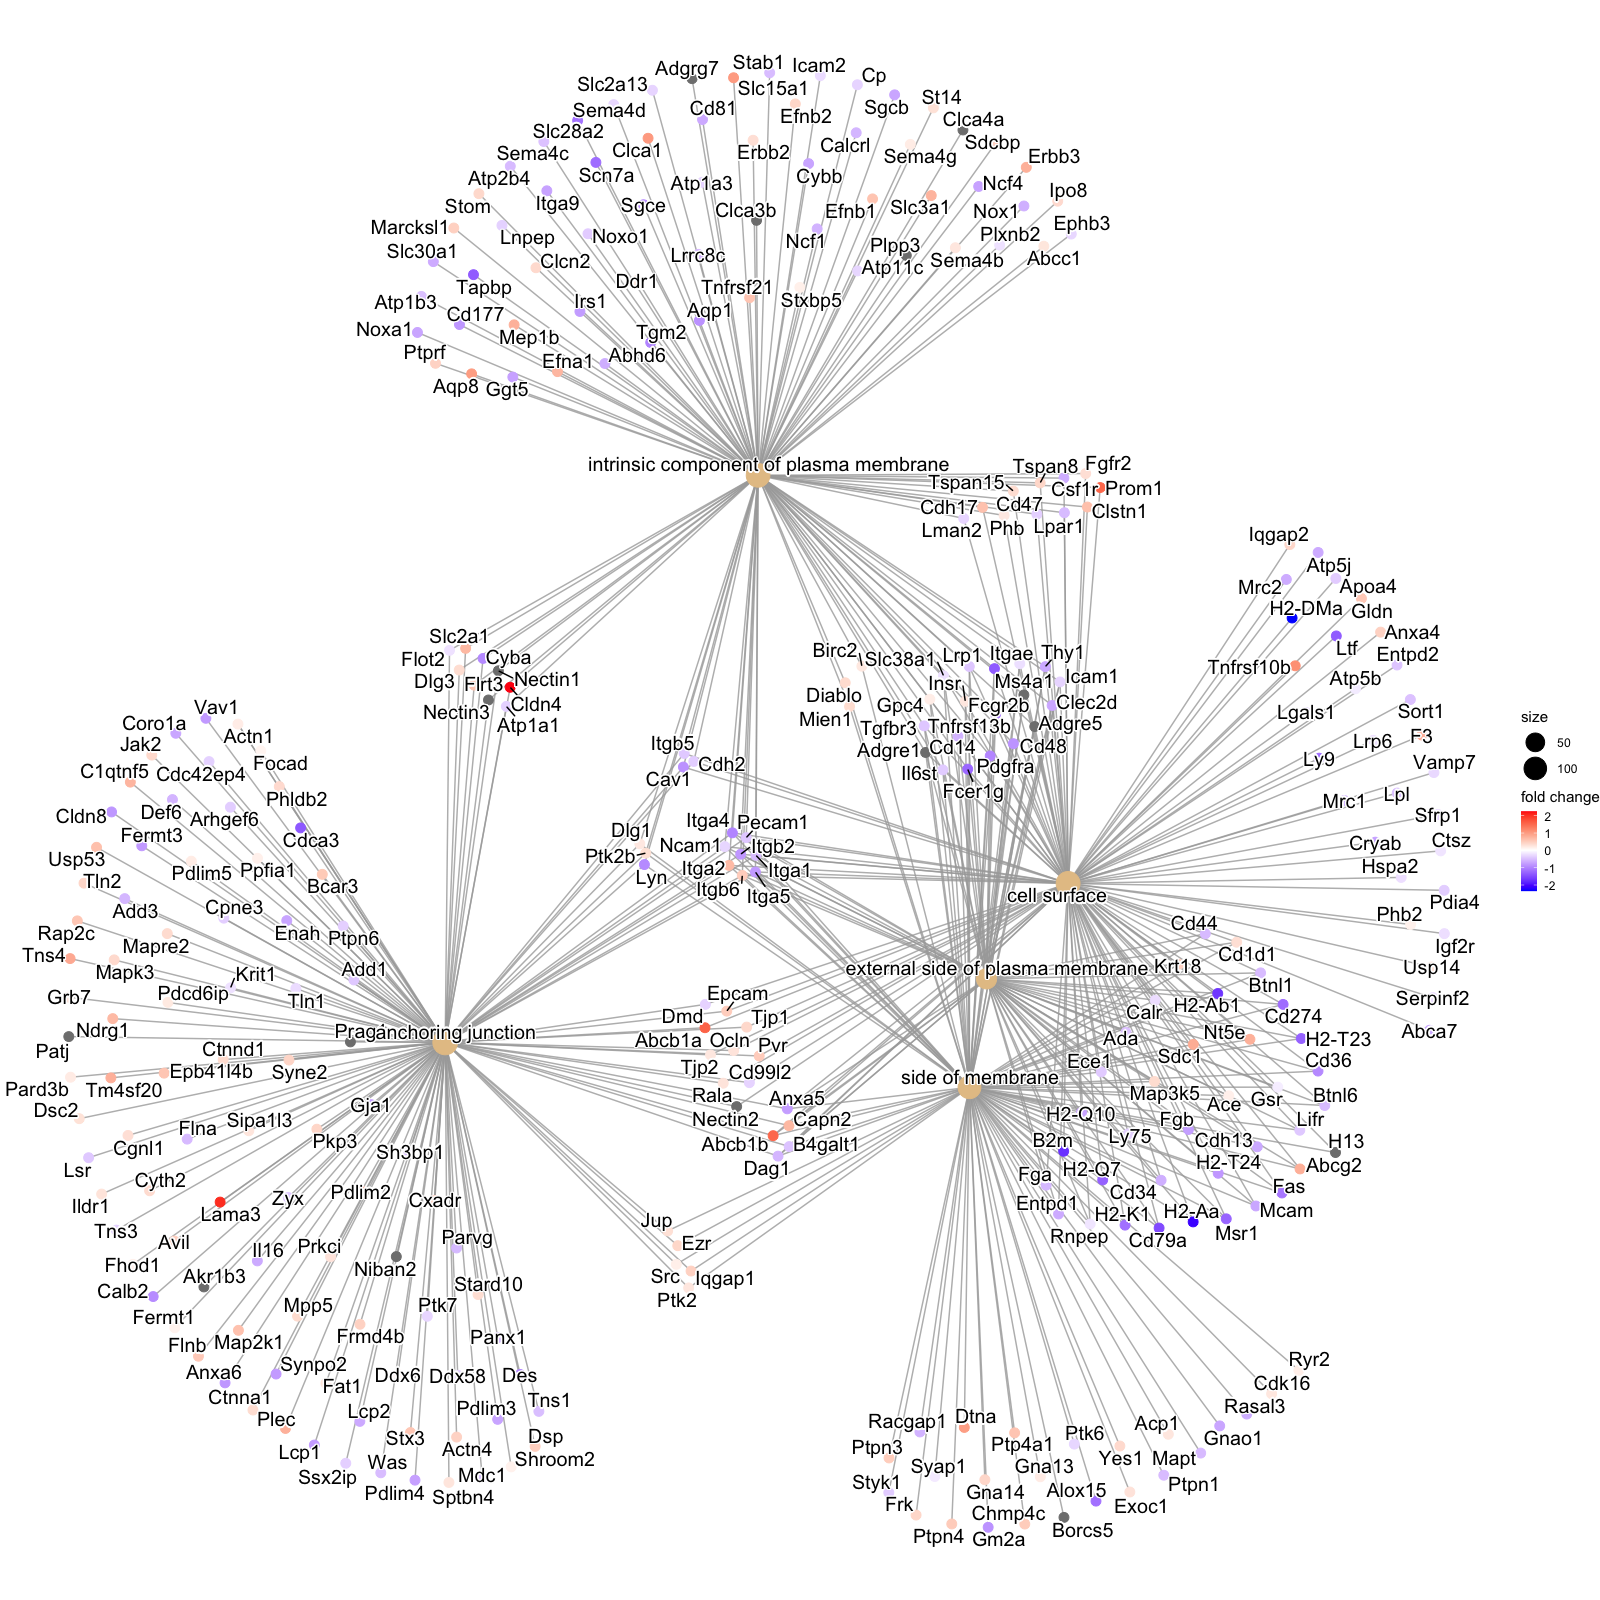 Stab1
Icam2
Adgrg7
Cp
Slc2a13
Slc15a1
St14
Sema4d
Cd81
Efnb2
Sgcb
Clca4a
Slc28a2
Clca1
Erbb2
Calcrl
Sdcbp
Sema4c
Sema4g
Erbb3
Scn7a
Cybb
Atp2b4
Atp1a3
Ncf4
Ipo8
Stom
Itga9
Sgce
Clca3b
Efnb1
Slc3a1
Nox1
Marcksl1
Lnpep
Noxo1
Ncf1
Plxnb2
Ephb3
Slc30a1
Clcn2
Lrrc8c
Plpp3
Sema4b
Abcc1
Atp11c
Tapbp
Ddr1
Tnfrsf21
Atp1b3
Irs1
Aqp1
Stxbp5
Cd177
Noxa1
Mep1b
Tgm2
Ptprf
Efna1
Abhd6
Aqp8
Ggt5
intrinsic component of plasma membrane
Tspan8
Fgfr2
Tspan15
Csf1r
Prom1
Cdh17
Cd47
Clstn1
Lman2
Phb
Lpar1
Iqgap2
Atp5j
Mrc2
Apoa4
H2-DMa
Gldn
Anxa4
Ltf
Entpd2
Tnfrsf10b
Atp5b
Sort1
Lgals1
F3
Lrp6
Ly9
Vamp7
Lpl
Mrc1
Sfrp1
Cryab
Ctsz
Hspa2
Pdia4
Phb2
Igf2r
Usp14
Serpinf2
Abca7
Slc2a1
Flot2
Cyba
Dlg3
Flrt3
Nectin1
Nectin3
Cldn4
Atp1a1
Birc2
Slc38a1
Lrp1
Itgae
Thy1
Insr
Ms4a1
Icam1
Diablo
Gpc4
Fcgr2b
Clec2d
Mien1
Tgfbr3
Tnfrsf13b
Adgre5
Adgre1
Cd14
Cd48
Il6st
Pdgfra
Fcer1g
Itgb5
Cdh2
Cav1
Itga4
Pecam1
Dlg1
Ncam1
Itgb2
Ptk2b
Itga2
Itga1
Lyn
Itgb6
Itga5
cell surface
external side of plasma membrane
side of membrane
Vav1
Coro1a
Actn1
Jak2
Focad
C1qtnf5
Cdc42ep4
Phldb2
Cldn8
Def6
Arhgef6
Fermt3
Cdca3
Usp53
Pdlim5
Ppfia1
Tln2
Bcar3
Add3
Cpne3
Rap2c
Mapre2
Enah
Ptpn6
Tns4
Mapk3
Krit1
Add1
Grb7
Pdcd6ip
Tln1
Ndrg1
Prag
anchoring junction
Patj
Ctnnd1
Pard3b
Tm4sf20
Epb41l4b
Syne2
Dsc2
Gja1
Sipa1l3
Cgnl1
Flna
Pkp3
Lsr
Sh3bp1
Ildr1
Cyth2
Zyx
Pdlim2
Cxadr
Tns3
Lama3
Avil
Prkci
Parvg
Fhod1
Il16
Niban2
Calb2
Akr1b3
Stard10
Fermt1
Mpp5
Ptk7
Flnb
Map2k1
Frmd4b
Panx1
Anxa6
Synpo2
Ddx6
Ddx58
Des
Ctnna1
Fat1
Tns1
Plec
Lcp2
Pdlim3
Lcp1
Stx3
Actn4
Dsp
Shroom2
Ssx2ip
Was
Mdc1
Pdlim4
Sptbn4
Epcam
Dmd
Tjp1
Abcb1a
Ocln
Pvr
Tjp2
Cd99l2
Rala
Anxa5
Nectin2
Capn2
Abcb1b
B4galt1
Dag1
Jup
Ezr
Src
Iqgap1
Ptk2
Cd44
Cd1d1
Krt18
Btnl1
H2-Ab1
Calr
Cd274
Ada
Nt5e
H2-T23
Ece1
Sdc1
Cd36
Map3k5
Ace
Gsr
Btnl6
H2-Q10
Fgb
Lifr
B2m
Ly75
Cdh13
H13
H2-T24
Abcg2
Fga
H2-Q7
Fas
Cd34
Entpd1
H2-K1
H2-Aa
Mcam
Rnpep
Cd79a
Msr1
Ryr2
Cdk16
Rasal3
Racgap1
Dtna
Acp1
Gnao1
Ptpn3
Ptp4a1
Ptk6
Yes1
Mapt
Styk1
Syap1
Gna13
Ptpn1
Frk
Gna14
Alox15
Exoc1
Ptpn4
Chmp4c
Borcs5
Gm2a
size
50
100
fold change
2
1
0
-1
-2